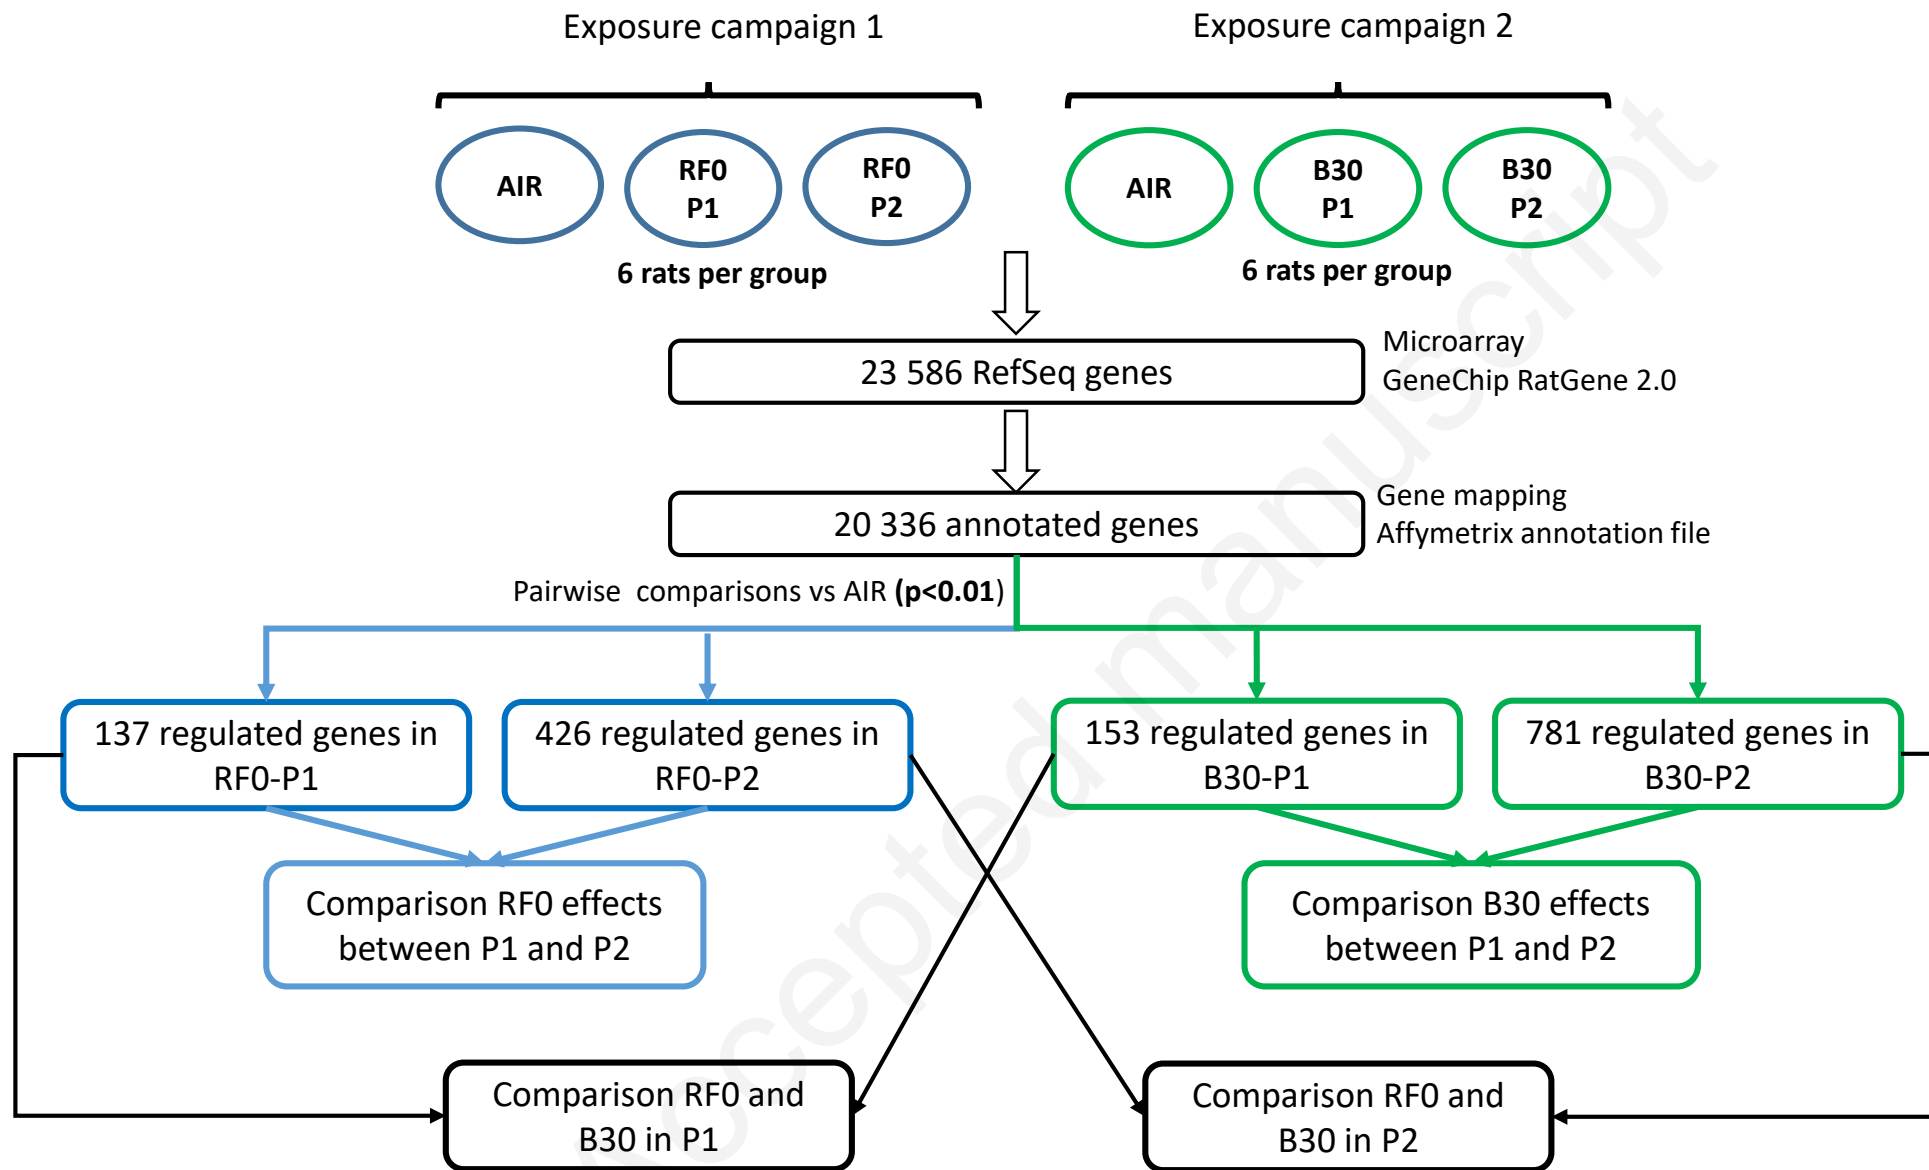 Exposure campaign 1
Exposure campaign 2
AIR
RF0
P1
RF0
P2
AIR
B30
P1
B30
P2
6 rats per group
6 rats per group
23 586 RefSeq genes
Microarray
GeneChip RatGene 2.0
20 336 annotated genes
Gene mapping
Affymetrix annotation file
Pairwise comparisons vs AIR (p<0.01)
137 regulated genes in
RF0-P1
426 regulated genes in
RF0-P2
153 regulated genes in
B30-P1
781 regulated genes in
B30-P2
Comparison RF0 effects
between P1 and P2
Comparison B30 effects
between P1 and P2
Comparison RF0 and
B30 in P1
Comparison RF0 and
B30 in P2
Accepted manuscript